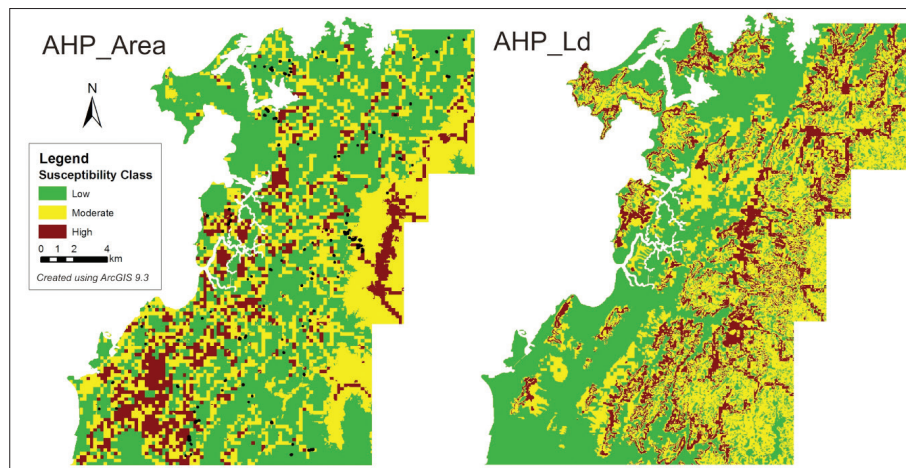 AHP_Area
AHP_Ld
N
Legend
Susceptibility Class
Low
Moderate
High
0 1 2 4
km
Created using ArcGIS 9.3